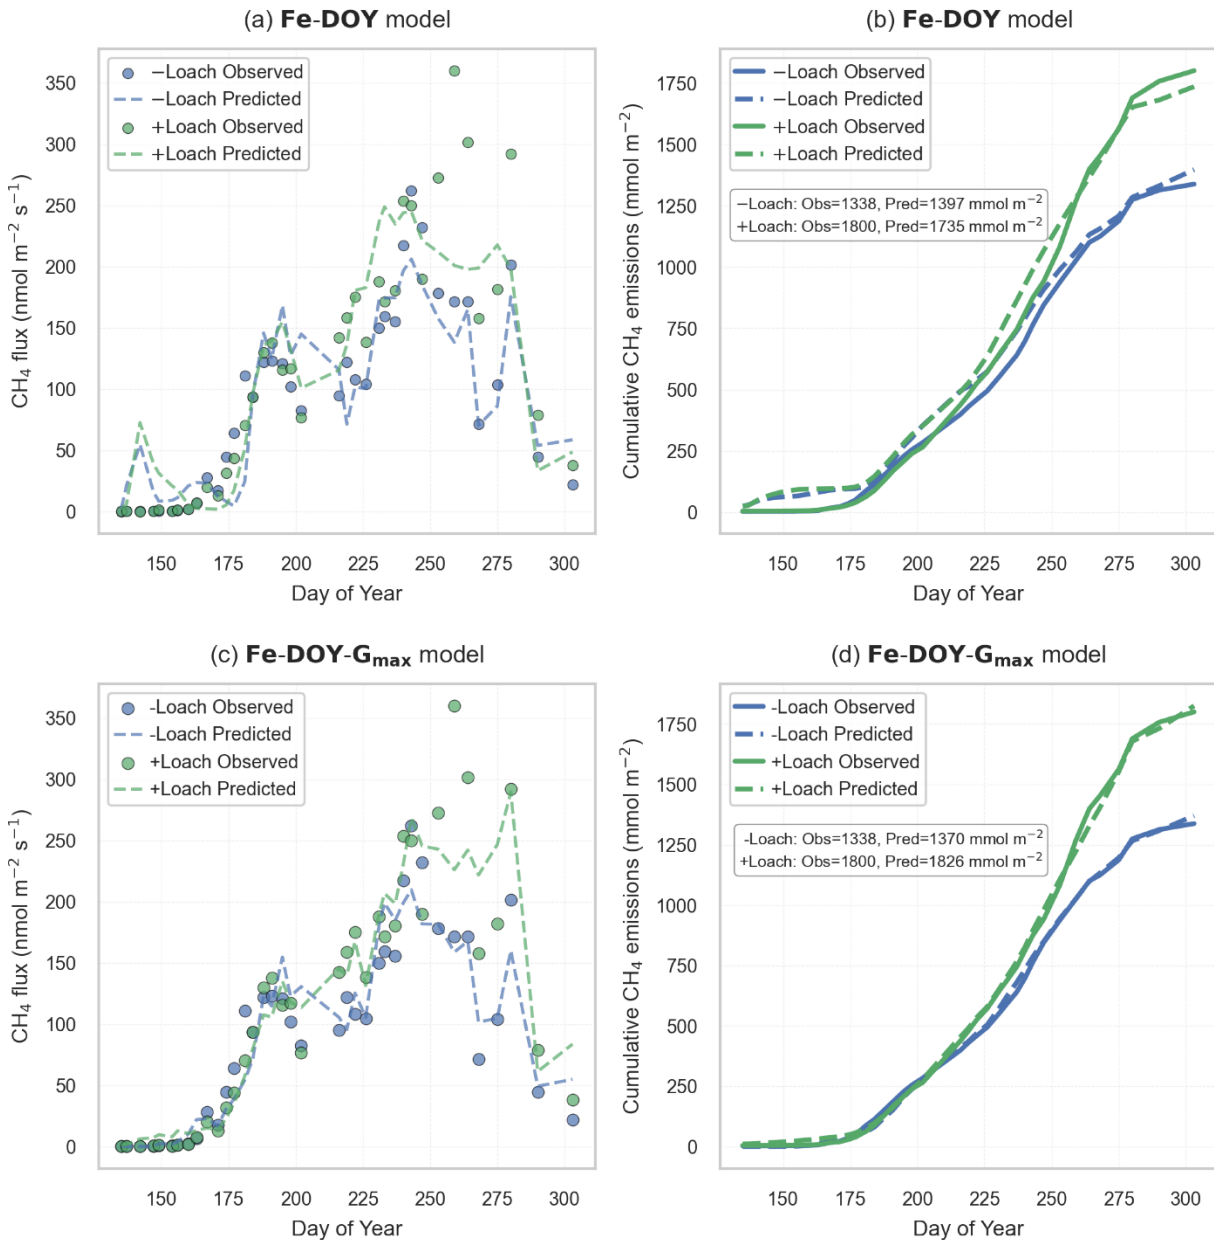 (a) Fe-DOY model
350
300
250
200
150
100
50
0
150 175 200 225 250 275 300
Day of Year
CH₄ flux (nmol m⁻² s⁻¹)
−Loach Observed
−Loach Predicted
+Loach Observed
+Loach Predicted
(b) Fe-DOY model
1750
1500
1250
1000
750
500
250
0
150 175 200 225 250 275 300
Day of Year
Cumulative CH₄ emissions (mmol m⁻²)
−Loach Observed
−Loach Predicted
+Loach Observed
+Loach Predicted
−Loach: Obs=1338, Pred=1397 mmol m⁻²
+Loach: Obs=1800, Pred=1735 mmol m⁻²
(c) Fe-DOY-Gmax model
350
300
250
200
150
100
50
0
150 175 200 225 250 275 300
Day of Year
CH₄ flux (nmol m⁻² s⁻¹)
-Loach Observed
-Loach Predicted
+Loach Observed
+Loach Predicted
(d) Fe-DOY-Gmax model
1750
1500
1250
1000
750
500
250
0
150 175 200 225 250 275 300
Day of Year
Cumulative CH₄ emissions (mmol m⁻²)
-Loach Observed
-Loach Predicted
+Loach Observed
+Loach Predicted
-Loach: Obs=1338, Pred=1370 mmol m⁻²
+Loach: Obs=1800, Pred=1826 mmol m⁻²